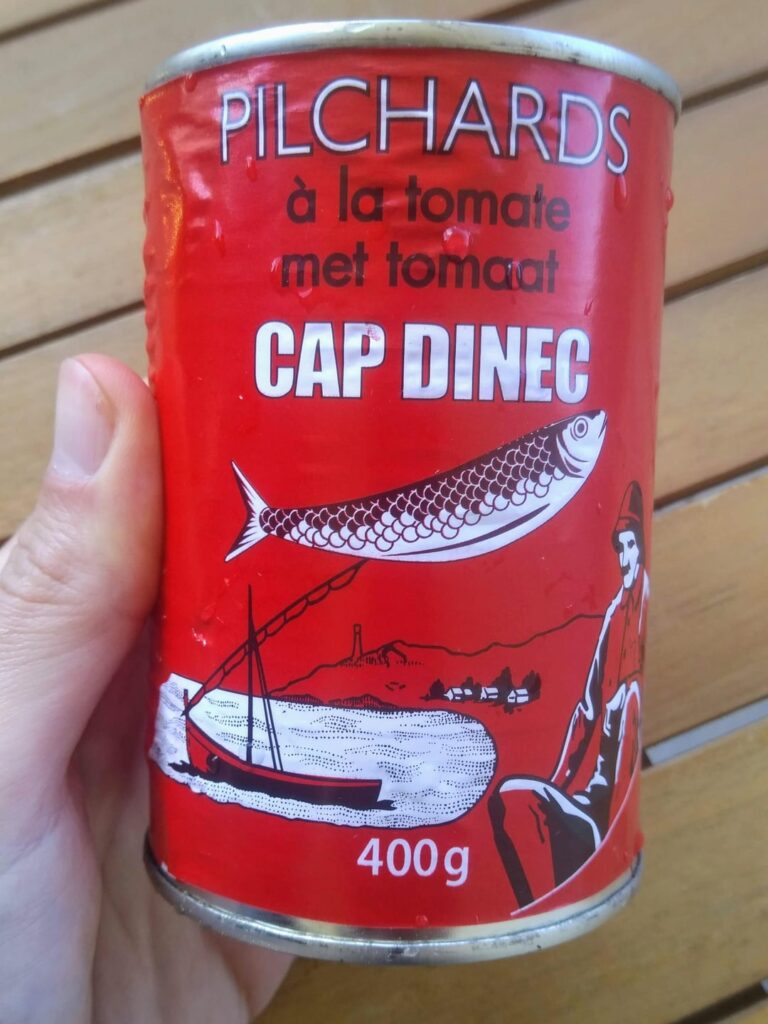 PILCHARDS
à la tomate
met tomaat
CAP DINEC
400g